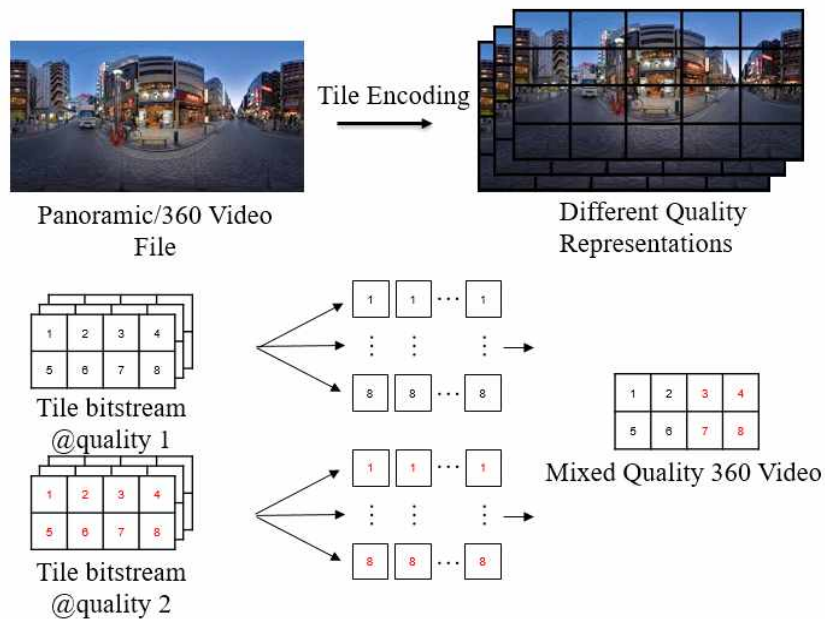 Tile Encoding
Panoramic/360 Video
File
Different Quality
Representations
1 2 3 4
5 6 7 8
Tile bitstream
@quality 1
1 1 ··· 1
8 8 ··· 8
1 2 3 4
5 6 7 8
Mixed Quality 360 Video
1 2 3 4
5 6 7 8
Tile bitstream
@quality 2
1 1 ··· 1
8 8 ··· 8